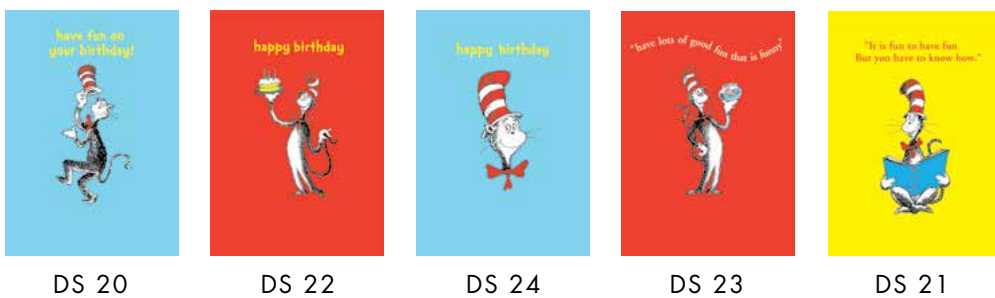 have fun on
your birthday!
happy birthday
happy birthday
"have lots of good fun that is funny"
"It is fun to have fun
But you have to know how."
DS 20
DS 22
DS 24
DS 23
DS 21